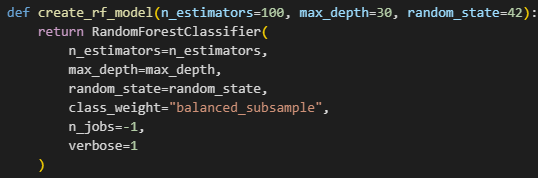 def create_rf_model(n_estimators=100, max_depth=30, random_state=42):
    return RandomForestClassifier(
        n_estimators=n_estimators,
        max_depth=max_depth,
        random_state=random_state,
        class_weight="balanced_subsample",
        n_jobs=-1,
        verbose=1
    )